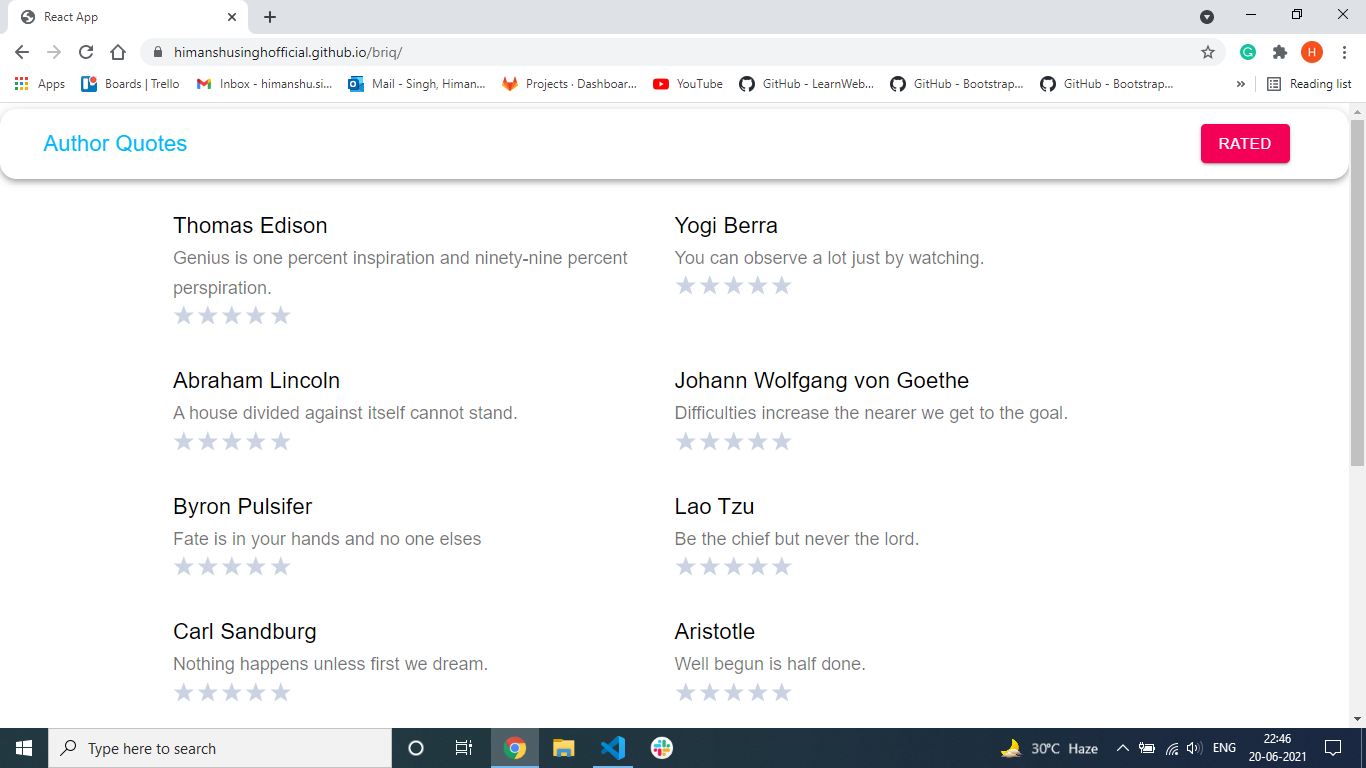 React App
himanshusinghofficial.github.io/briq/
H
Apps Boards | Trello Inbox - himanshu.si... Mail - Singh, Himan... Projects · Dashboar... YouTube GitHub - LearnWeb... GitHub - Bootstrap... GitHub - Bootstrap... » Reading list
Author Quotes
RATED
Thomas Edison
Genius is one percent inspiration and ninety-nine percent
perspiration.
Yogi Berra
You can observe a lot just by watching.
Abraham Lincoln
A house divided against itself cannot stand.
Johann Wolfgang von Goethe
Difficulties increase the nearer we get to the goal.
Byron Pulsifer
Fate is in your hands and no one elses
Lao Tzu
Be the chief but never the lord.
Carl Sandburg
Nothing happens unless first we dream.
Aristotle
Well begun is half done.
Type here to search
30°C Haze
ENG
22:46
20-06-2021